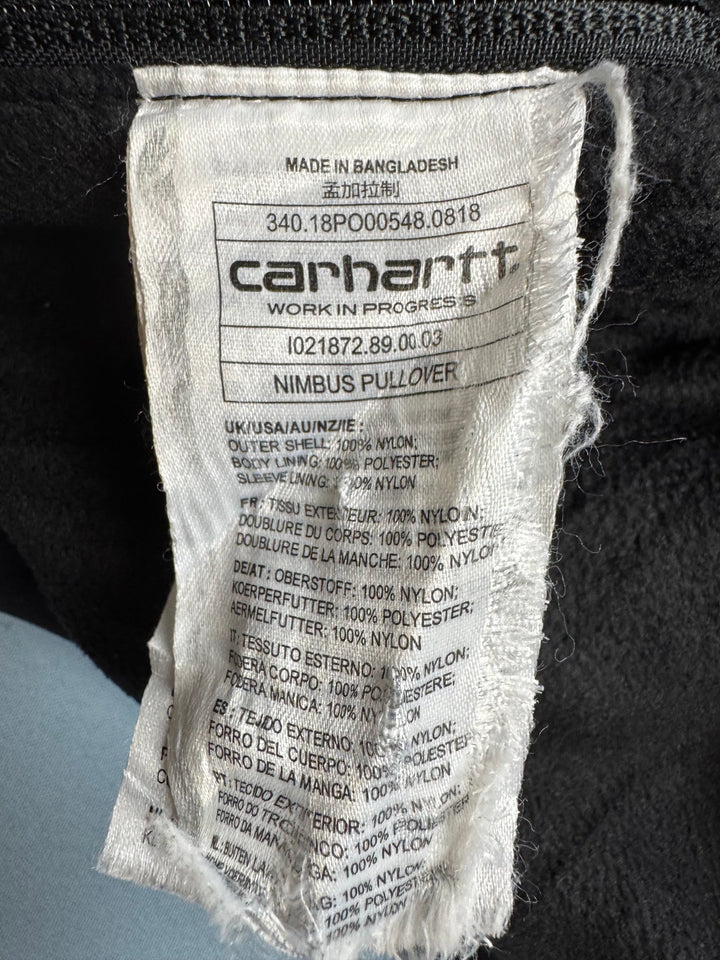 MADE IN BANGLADESH
孟加拉制
340.18PO00548.0818
carhartt.
WORK IN PROGRESS
I021872.89.00.03
NIMBUS PULLOVER
UK/USA/AU/NZ/IE :
OUTER SHELL: 100% NYLON;
BODY LINING: 100% POLYESTER;
SLEEVE LINING: 100% NYLON
FR : TISSU EXTERIEUR: 100% NYLON;
DOUBLURE DU CORPS: 100% POLYESTER
DOUBLURE DE LA MANCHE: 100% NYLON
DE/AT : OBERSTOFF: 100% NYLON;
KOERPERFUTTER: 100% POLYESTER;
AERMELFUTTER: 100% NYLON
IT: TESSUTO ESTERNO: 100% NYLON;
FODERA CORPO: 100% POLIESTERE;
FODERA MANICA: 100% NYLON
ES : TEJIDO EXTERNO: 100% NYLON;
FORRO DEL CUERPO: 100% POLIESTER
FORRO DE LA MANGA: 100% NYLON
PT: TECIDO EXTERIOR: 100% NYLON;
FORRO DO TRONCO: 100% POLIESTER
FORRO DA MANGA: 100% NYLON
100% NYLON;
100% POLYESTER
100% NYLON